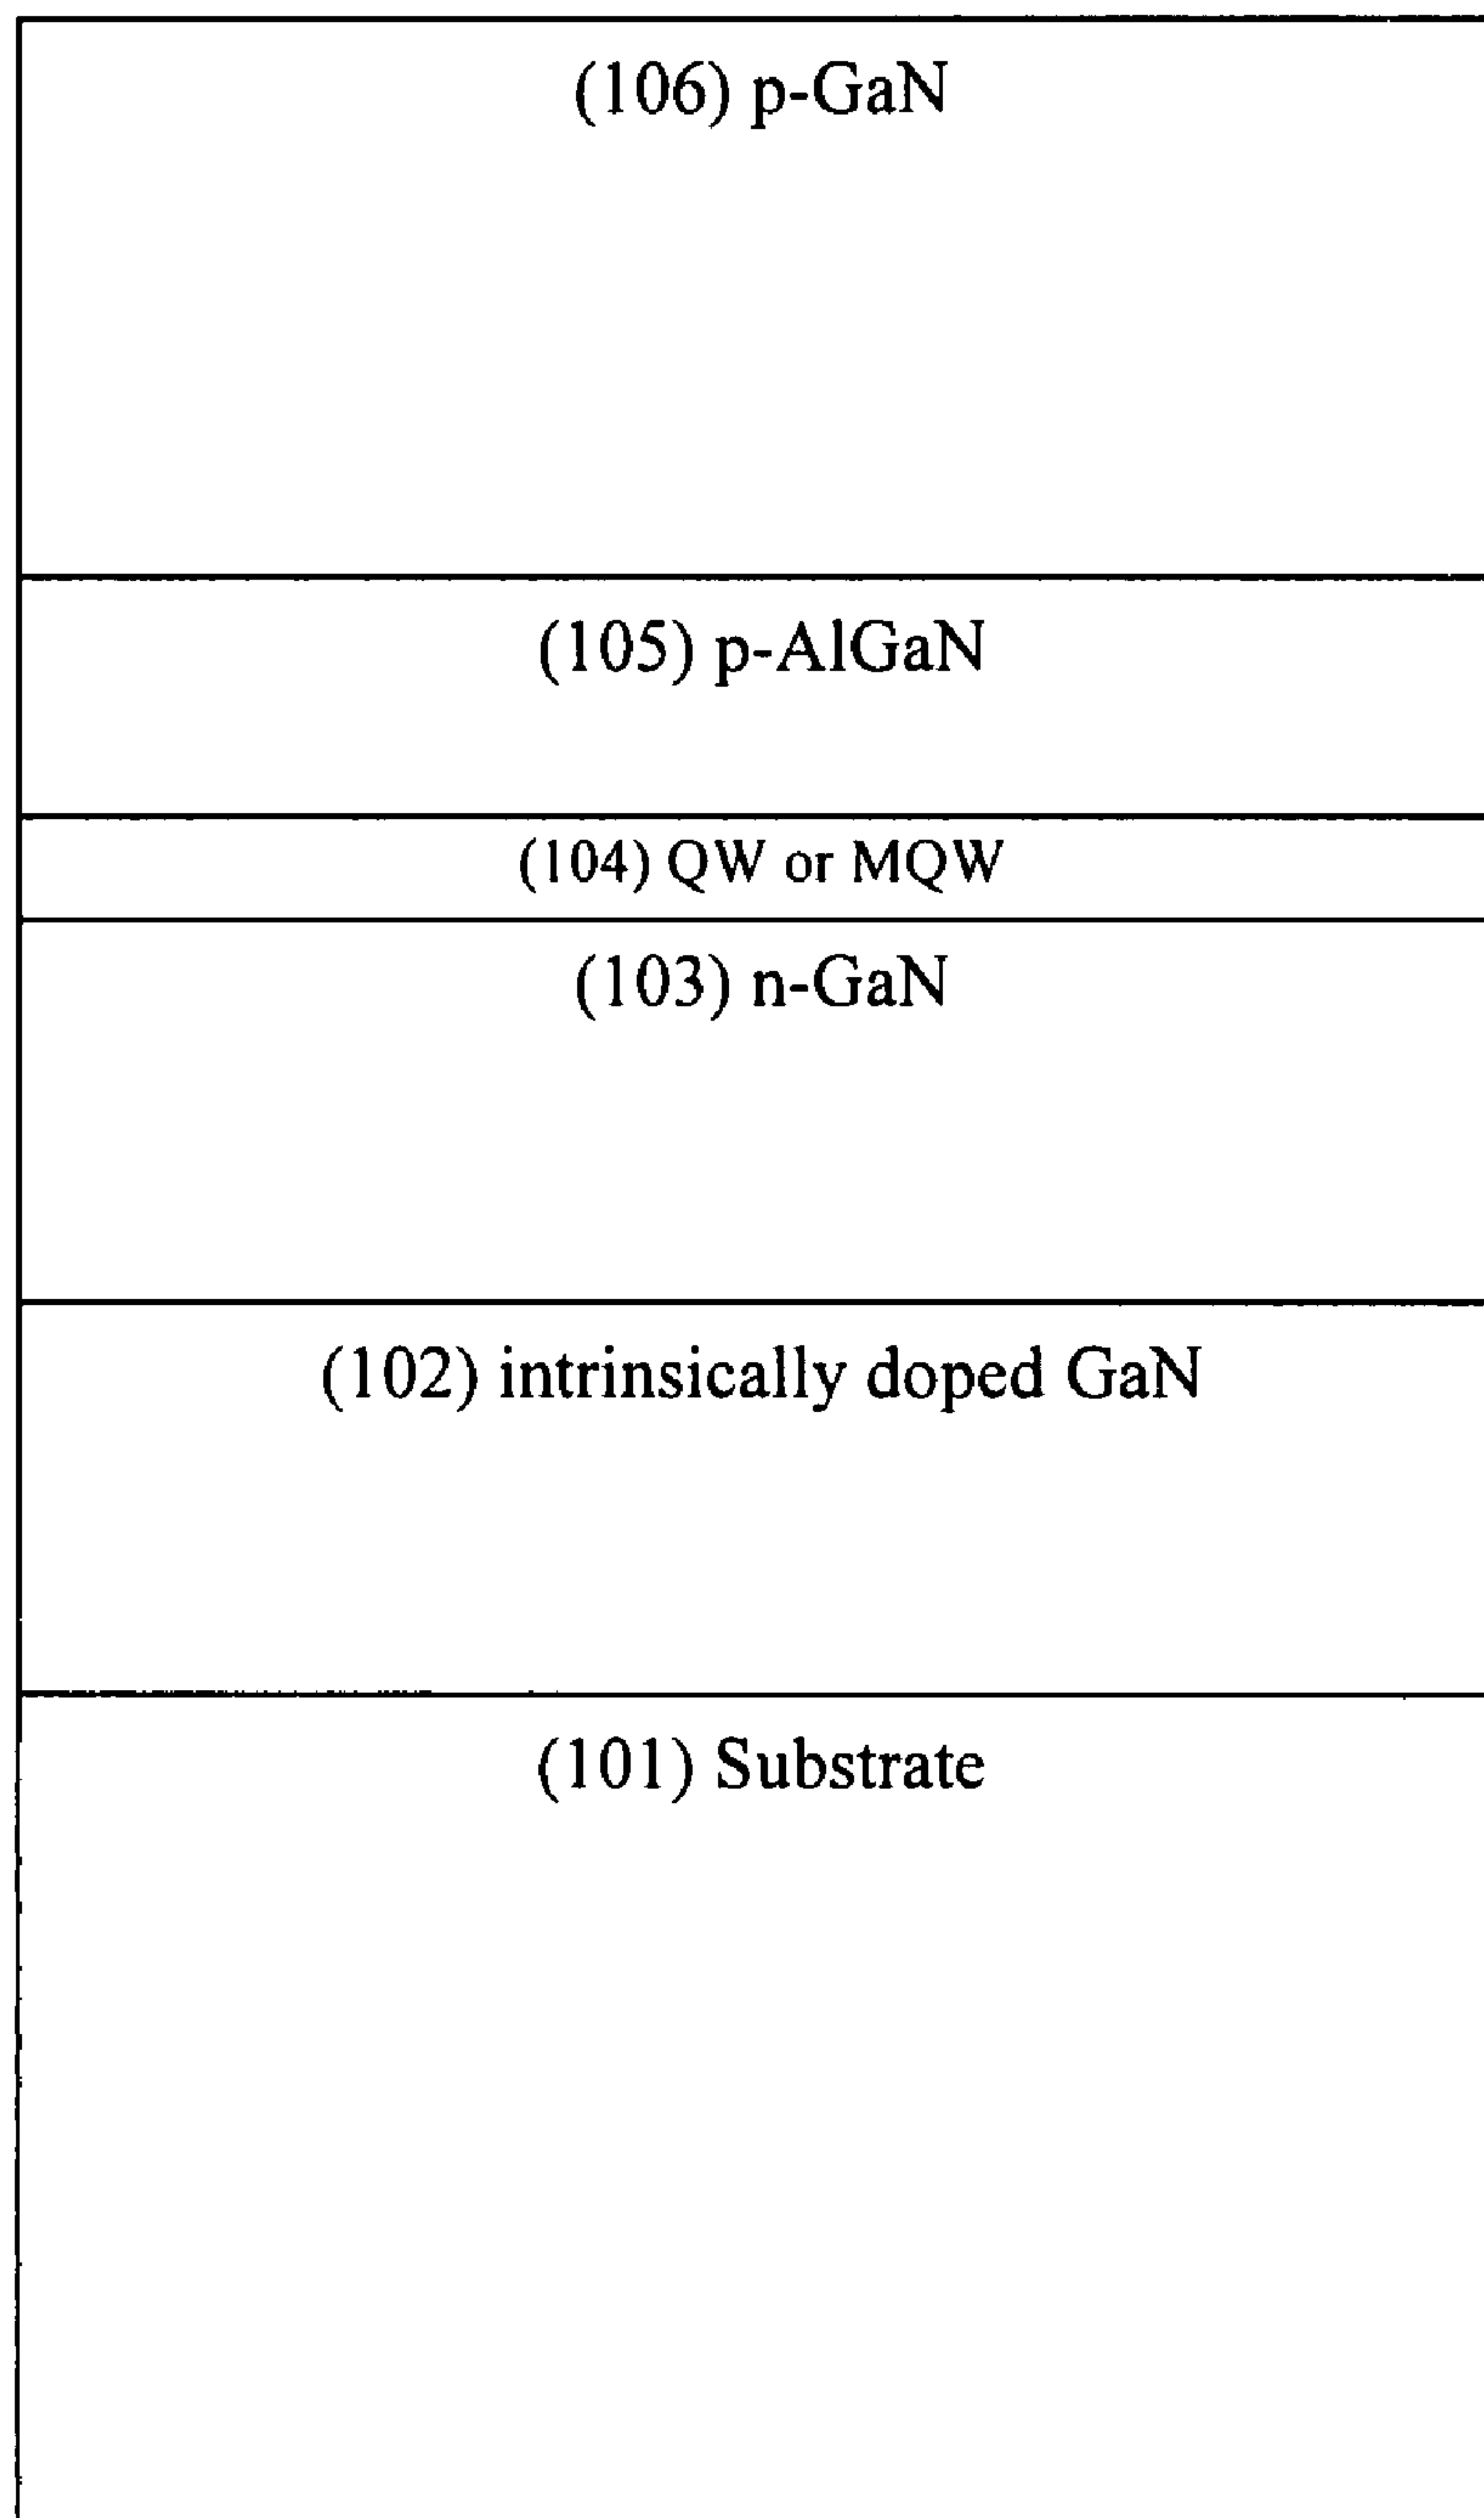 (106) p-GaN
(105) p-AlGaN
(104) QW or MQW
(103) n-GaN
(102) intrinsically doped GaN
(101) Substrate